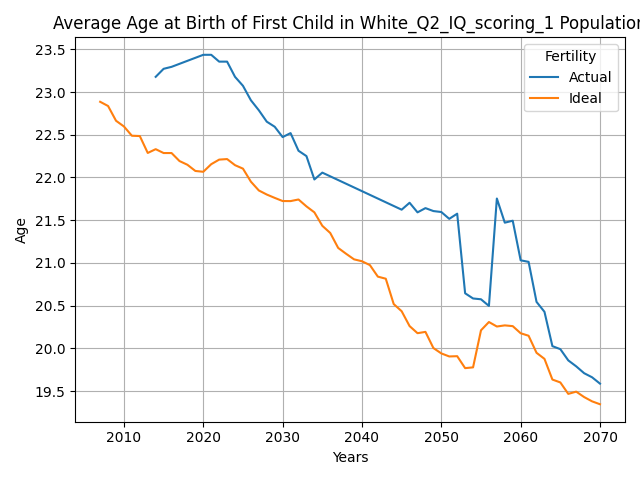 Average Age at Birth of First Child in White_Q2_IQ_scoring_1 Population
Fertility
Actual
Ideal
23.5
23.0
22.5
22.0
21.5
21.0
20.5
20.0
19.5
Age
2010 2020 2030 2040 2050 2060 2070
Years